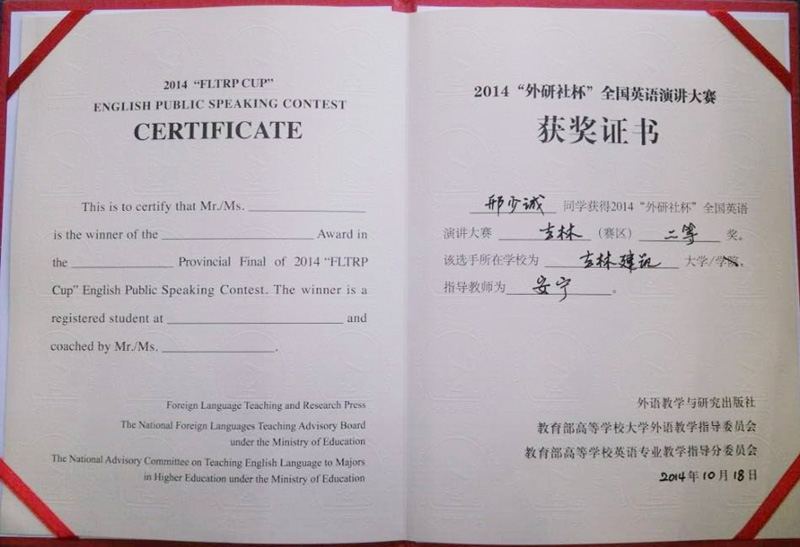 2014 “FLTRP CUP”
ENGLISH PUBLIC SPEAKING CONTEST
CERTIFICATE
This is to certify that Mr./Ms.
is the winner of the Award in
the Provincial Final of 2014 “FLTRP
Cup” English Public Speaking Contest. The winner is a
registered student at and
coached by Mr./Ms. .
Foreign Language Teaching and Research Press
The National Foreign Languages Teaching Advisory Board
under the Ministry of Education
The National Advisory Committee on Teaching English Language to Majors
in Higher Education under the Ministry of Education
2014 “外研社杯” 全国英语演讲大赛
获奖证书
邢少诚 同学获得2014 “外研社杯” 全国英语
演讲大赛 吉林 (赛区) 二等 奖。
该选手所在学校为 吉林建筑 大学/学院、
指导教师为 安宁 。
外语教学与研究出版社
教育部高等学校大学外语教学指导委员会
教育部高等学校英语专业教学指导分委员会
2014年10月18日